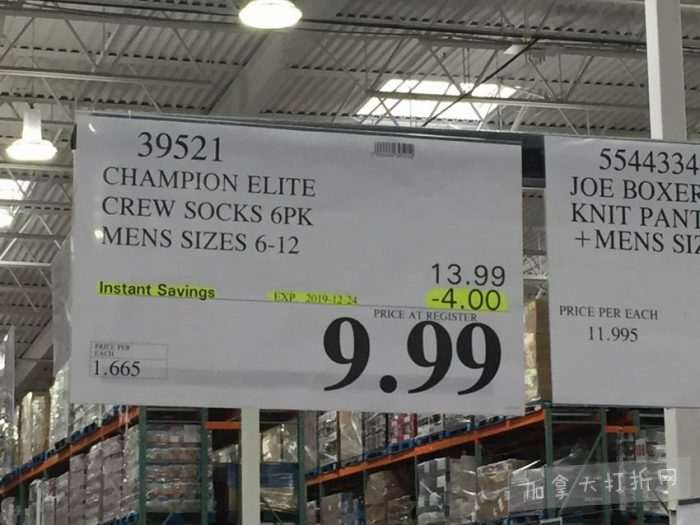 39521
CHAMPION ELITE
CREW SOCKS 6PK
MENS SIZES 6-12
13.99
Instant Savings
EXP. 2019-12-24
-4.00
PRICE AT REGISTER
9.99
PRICE PER
EACH
1.665
5544334
JOE BOXER
KNIT PANT
+MENS SIZ
PRICE PER EACH
11.995
加拿大打折网